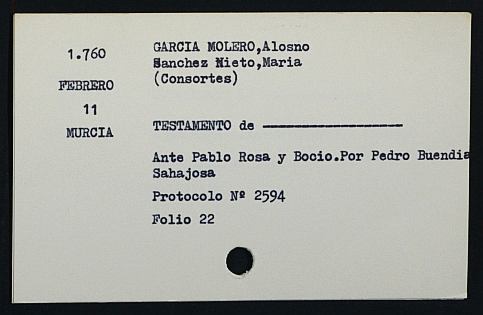 1.760
FEBRERO
11
MURCIA
GARCIA MOLERO,Alosno
Sanchez Nieto,Maria
(Consortes)
TESTAMENTO de ------------------
Ante Pablo Rosa y Bocio.Por Pedro Buendia
Sahajosa
Protocolo Nº 2594
Folio 22